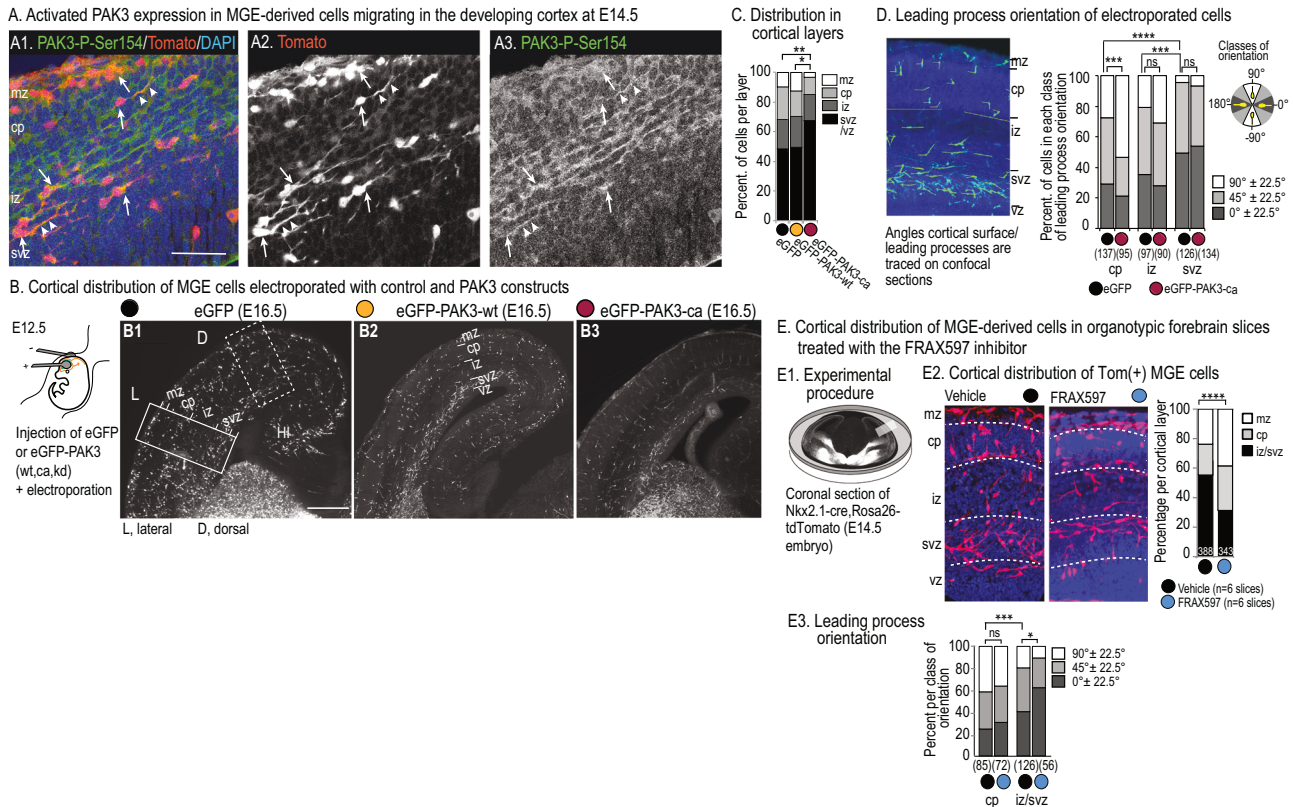 A. Activated PAK3 expression in MGE-derived cells migrating in the developing cortex at E14.5
A1. PAK3-P-Ser154/Tomato/DAPI
mz
cp
iz
svz
A2. Tomato
A3. PAK3-P-Ser154
B. Cortical distribution of MGE cells electroporated with control and PAK3 constructs
E12.5
-
+
Injection of eGFP
or eGFP-PAK3
(wt,ca,kd)
+ electroporation
eGFP (E16.5)
B1
D
L
mz
cp
iz
svz
HI
L, lateral D, dorsal
eGFP-PAK3-wt (E16.5)
B2
mz
cp
iz
svz
vz
eGFP-PAK3-ca (E16.5)
B3
C. Distribution in
cortical layers
**
*
Percent. of cells per layer
100
80
60
40
20
0
mz
cp
iz
svz
/vz
eGFP
eGFP-PAK3-wt
eGFP-PAK3-ca
D. Leading process orientation of electroporated cells
mz
cp
iz
svz
vz
Angles cortical surface/
leading processes are
traced on confocal
sections
Percent. of cells in each class
of leading process orientation
100
80
60
40
20
0
****
***
***
ns
ns
(137)(95)
(97)(90)
(126)(134)
cp
iz
svz
eGFP
eGFP-PAK3-ca
Classes of
orientation
90°
180°
0°
-90°
90° ± 22.5°
45° ± 22.5°
0° ± 22.5°
E. Cortical distribution of MGE-derived cells in organotypic forebrain slices
treated with the FRAX597 inhibitor
E1. Experimental
procedure
Coronal section of
Nkx2.1-cre,Rosa26-
tdTomato (E14.5
embryo)
E2. Cortical distribution of Tom(+) MGE cells
Vehicle
FRAX597
mz
cp
iz
svz
vz
Percentage per cortical layer
100
80
60
40
20
0
****
388
343
mz
cp
iz/svz
Vehicle (n=6 slices)
FRAX597 (n=6 slices)
E3. Leading process
orientation
Percent per class of
orientation
100
80
60
40
20
0
***
ns
*
(85)(72)
(126)(56)
cp
iz/svz
90°± 22.5°
45°± 22.5°
0°± 22.5°